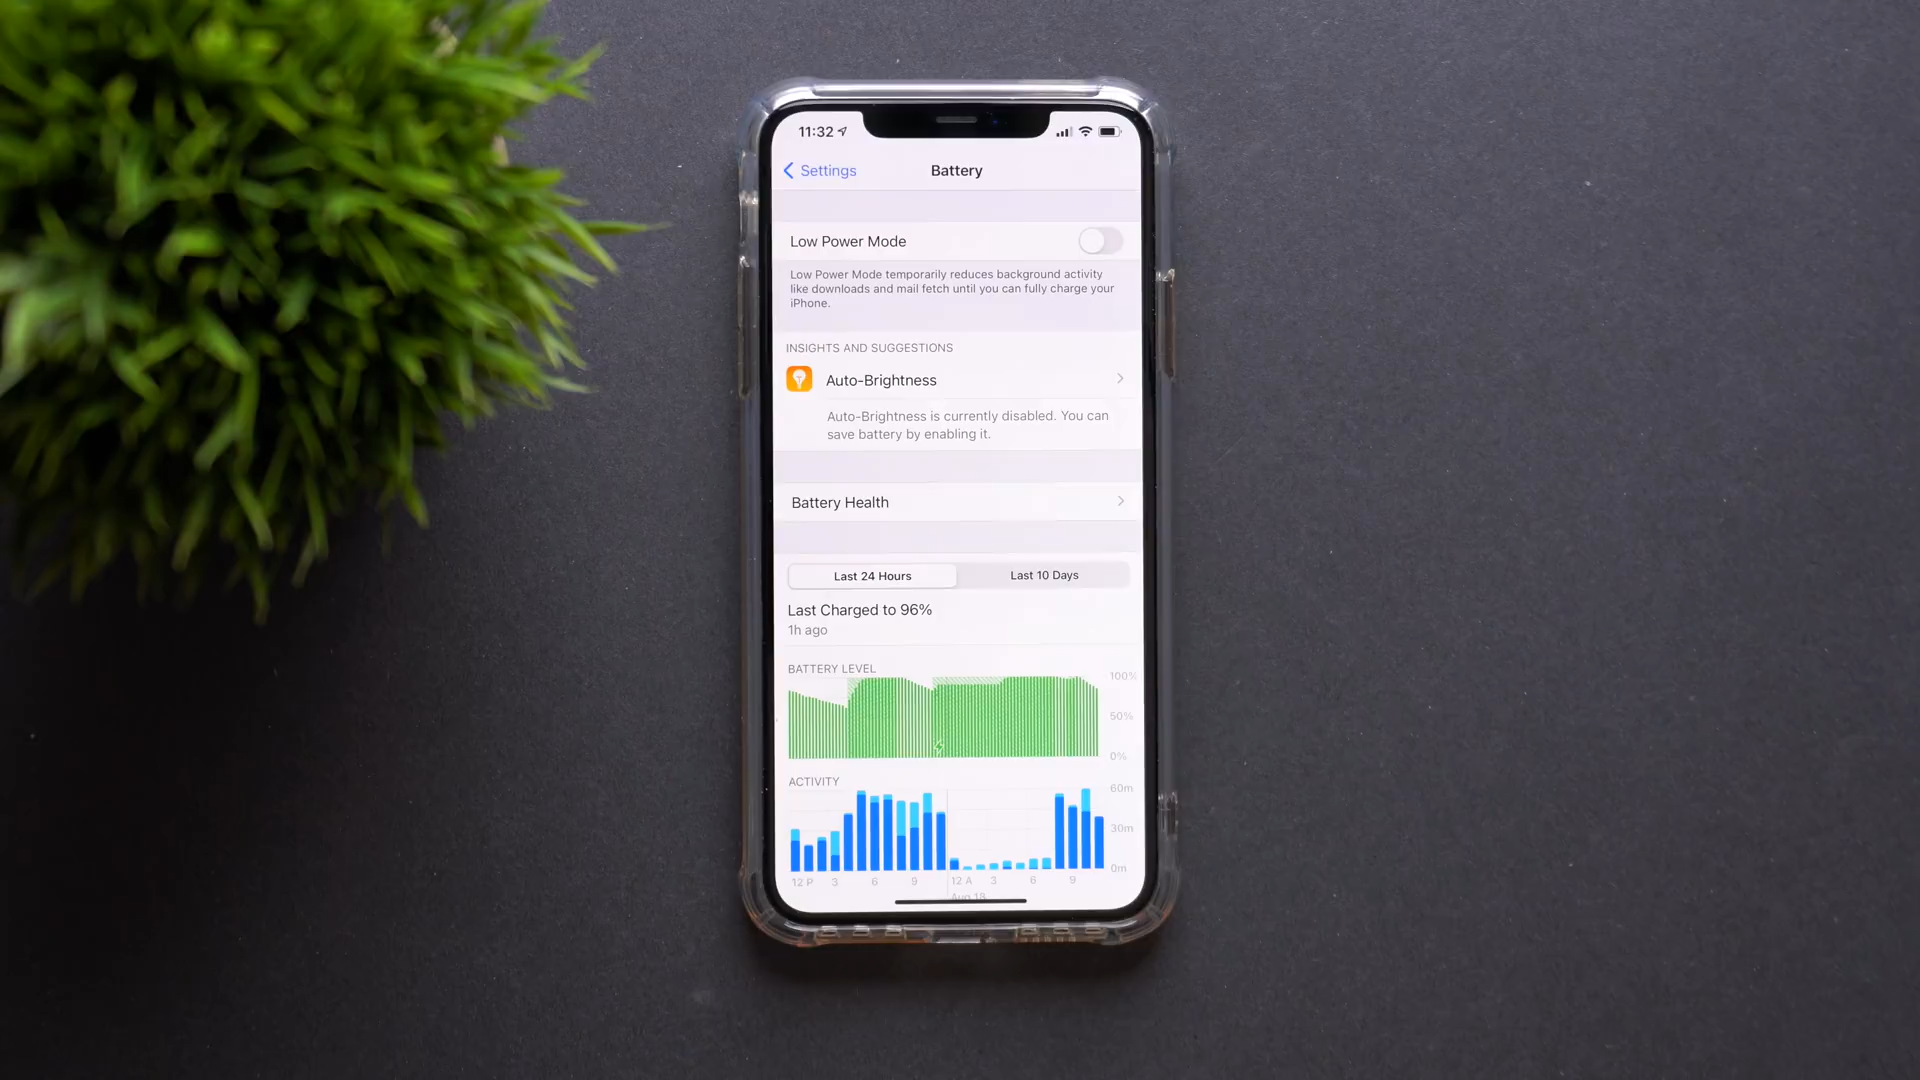 11:32
Settings
Battery
Low Power Mode
Low Power Mode temporarily reduces background activity
like downloads and mail fetch until you can fully charge your
iPhone.
INSIGHTS AND SUGGESTIONS
Auto-Brightness
Auto-Brightness is currently disabled. You can
save battery by enabling it.
Battery Health
Last 24 Hours
Last 10 Days
Last Charged to 96%
1h ago
BATTERY LEVEL
100%
50%
0%
ACTIVITY
60m
30m
0m
12 P 3 6 9 12 A 3 6 9
Aug 18